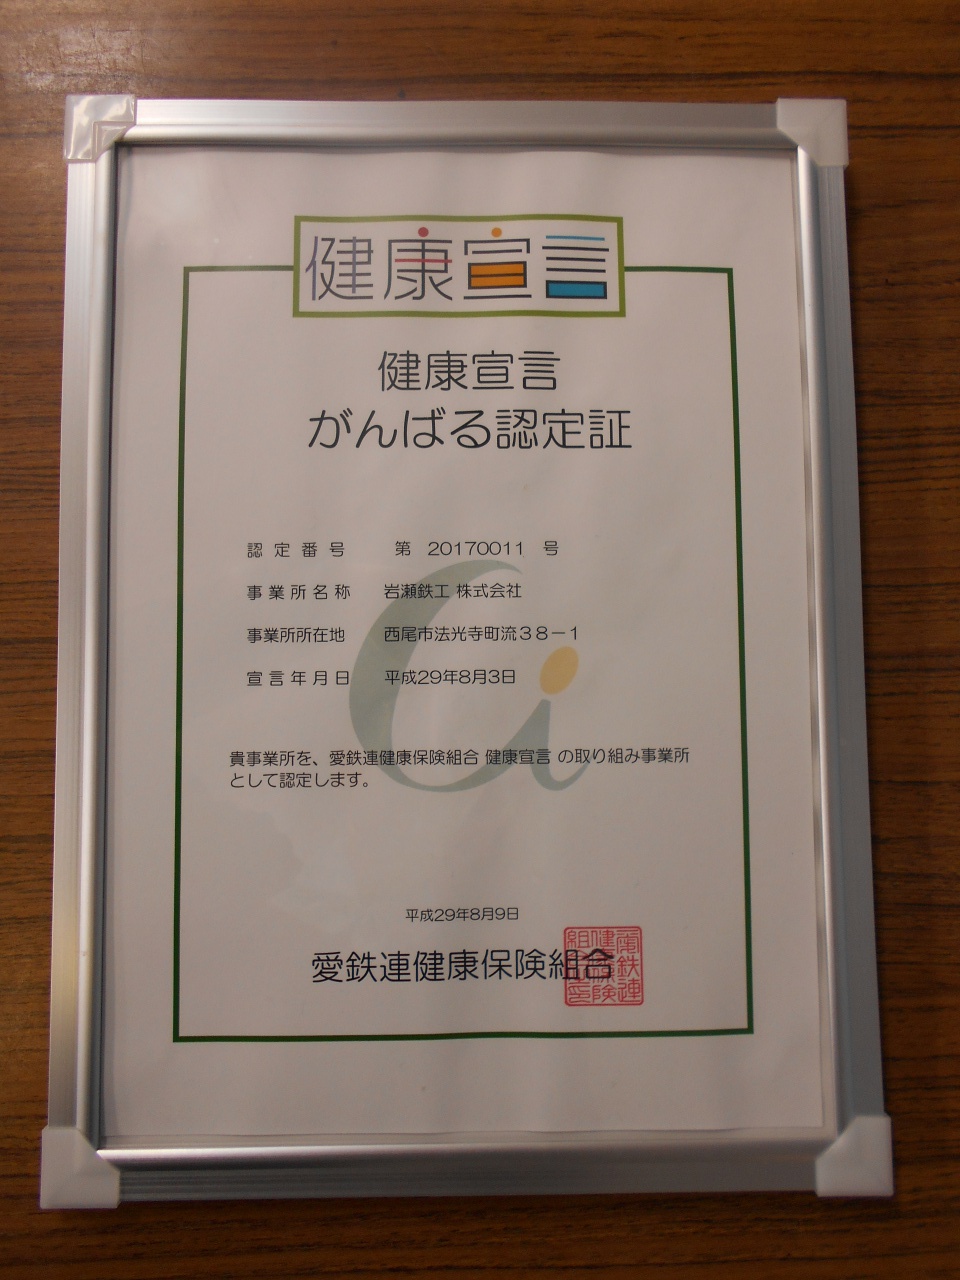 健康宣言
健康宣言
がんばる認定証
認定番号 第 20170011 号
事業所名称 岩瀬鉄工 株式会社
事業所所在地 西尾市法光寺町流38-1
宣言年月日 平成29年8月3日
貴事業所を、愛鉄連健康保険組合 健康宣言 の取り組み事業所
として認定します。
平成29年8月9日
愛鉄連健康保険組合